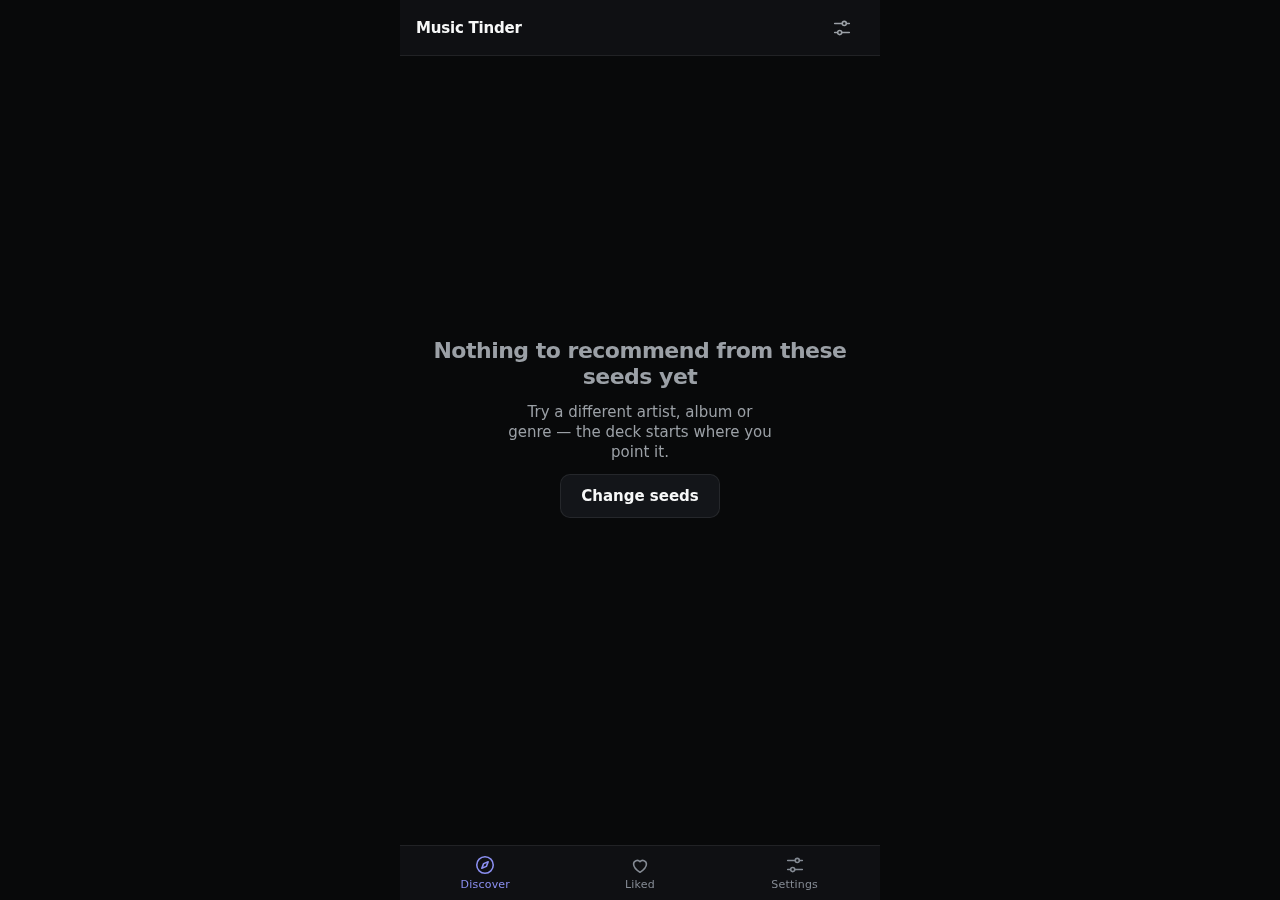 Music Tinder
Nothing to recommend from these
seeds yet
Try a different artist, album or
genre — the deck starts where you
point it.
Change seeds
Discover
Liked
Settings